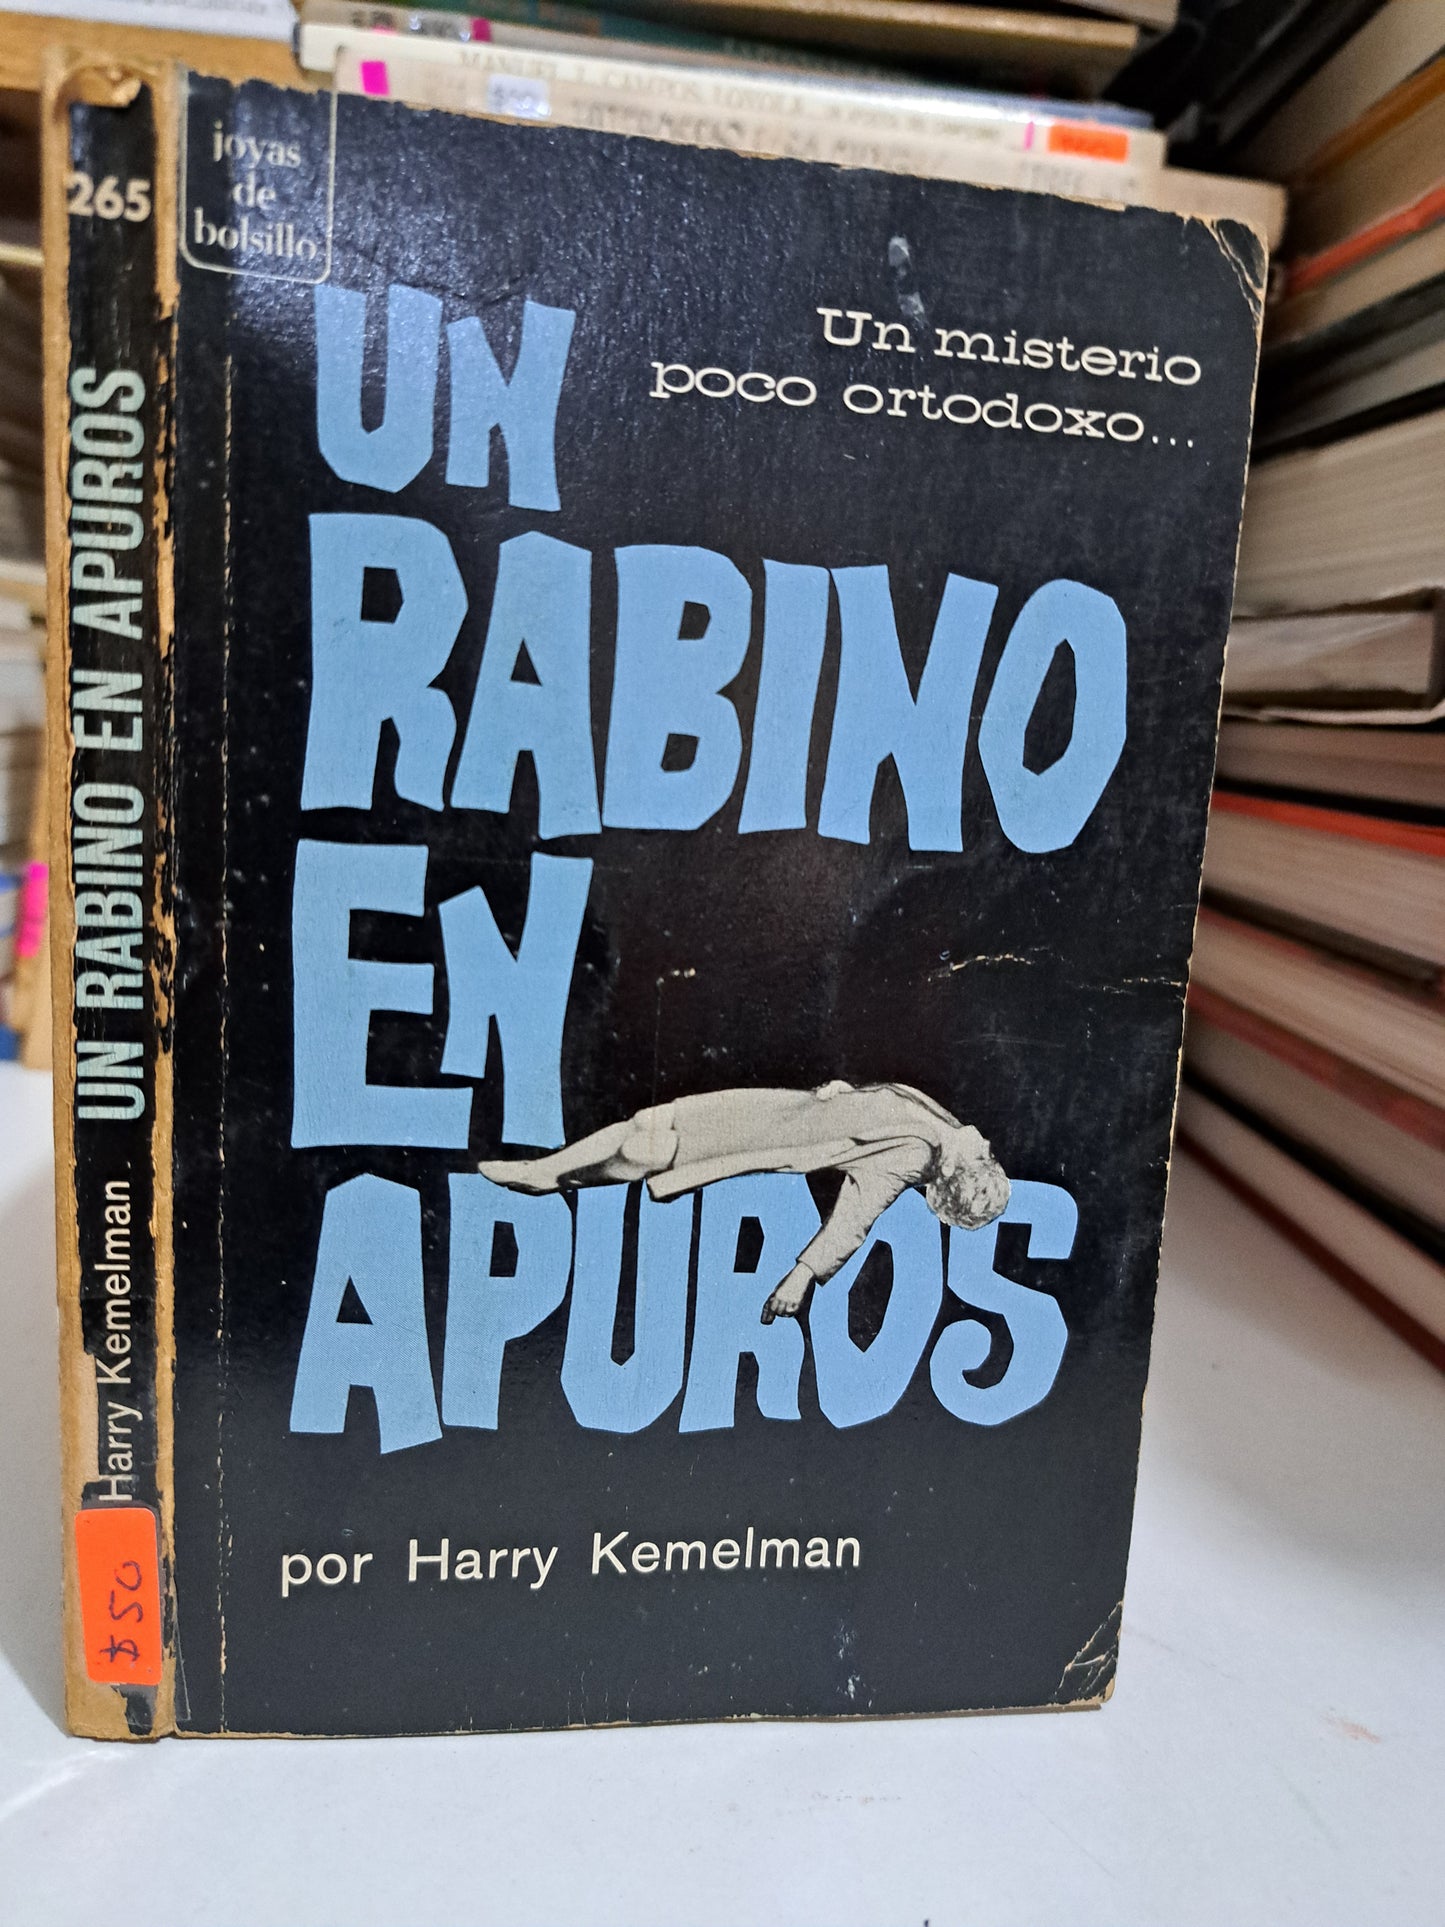 265
UN RABINO EN APUROS
Harry Kemelman
$50
joyas
de
bolsillo
Un misterio
poco ortodoxo...
UN
RABINO
EN
APUROS
por Harry Kemelman